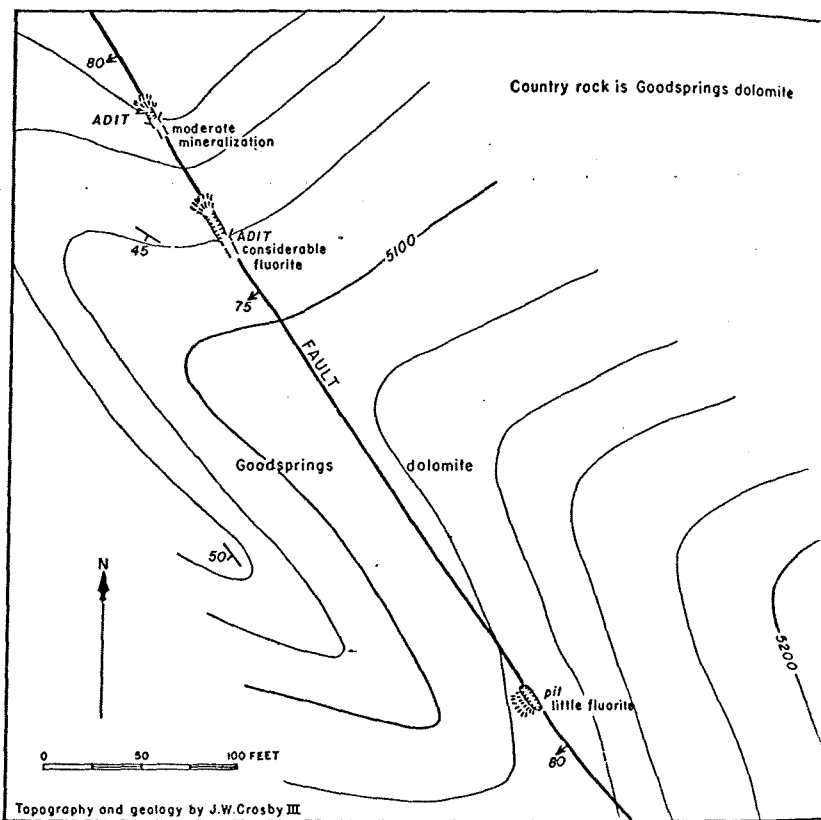 80
Country rock is Goodsprings dolomite
ADIT
moderate
mineralization
ADIT
considerable
fluorite
45
5100
75
FAULT
Goodsprings dolomite
50
N
5200
pit
little fluorite
80
0 50 100 FEET
Topography and geology by J.W.Crosby III